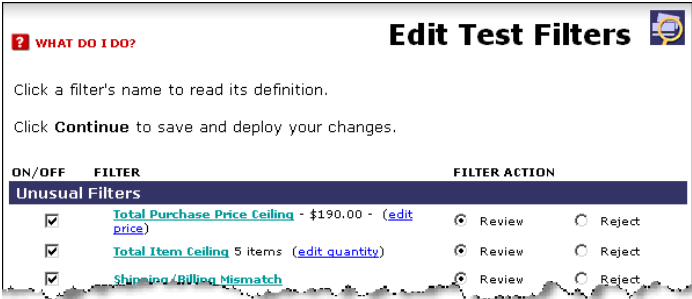 Edit Test Filters
? WHAT DO I DO?
Click a filter's name to read its definition.
Click Continue to save and deploy your changes.
ON/OFF FILTER FILTER ACTION
Unusual Filters
Total Purchase Price Ceiling - $190.00 - (edit price) Review Reject
Total Item Ceiling 5 items (edit quantity) Review Reject
Shipping/Billing Mismatch Review Reject